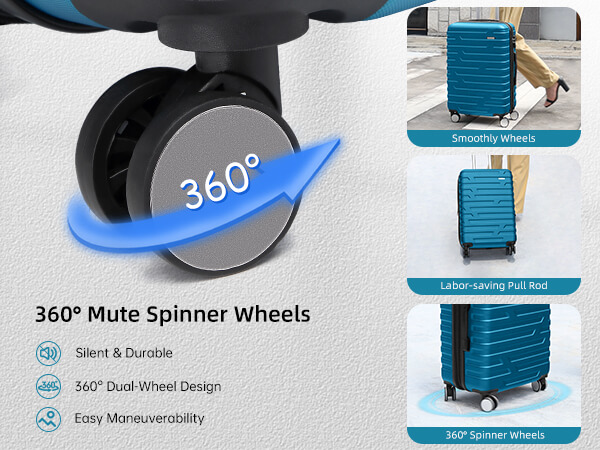 360°
360° Mute Spinner Wheels
Silent & Durable
360°
360° Dual-Wheel Design
Easy Maneuverability
Smoothly Wheels
Labor-saving Pull Rod
360° Spinner Wheels